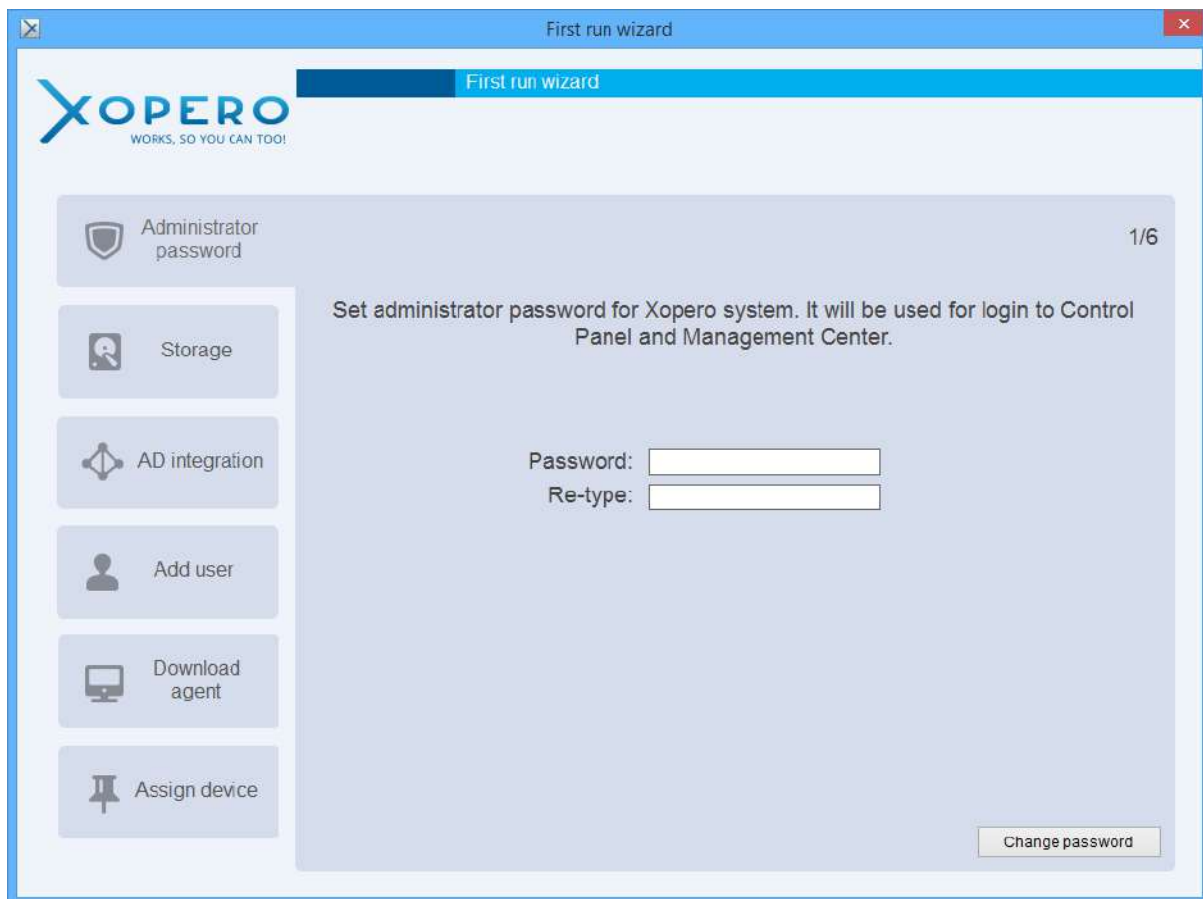 First run wizard
First run wizard
XOPERO
WORKS, SO YOU CAN TOO!
Administrator
password
1/6
Set administrator password for Xopero system. It will be used for login to Control
Panel and Management Center.
Storage
AD integration
Password:
Re-type:
Add user
Download
agent
Assign device
Change password